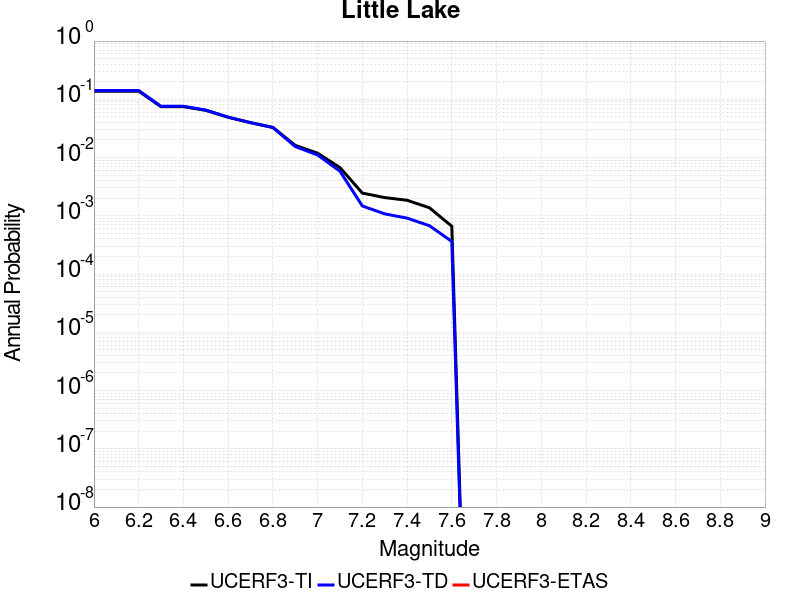 Little Lake
10^0
10^-1
10^-2
10^-3
10^-4
10^-5
10^-6
10^-7
10^-8
Annual Probability
6 6.2 6.4 6.6 6.8 7 7.2 7.4 7.6 7.8 8 8.2 8.4 8.6 8.8 9
Magnitude
UCERF3-TI UCERF3-TD UCERF3-ETAS